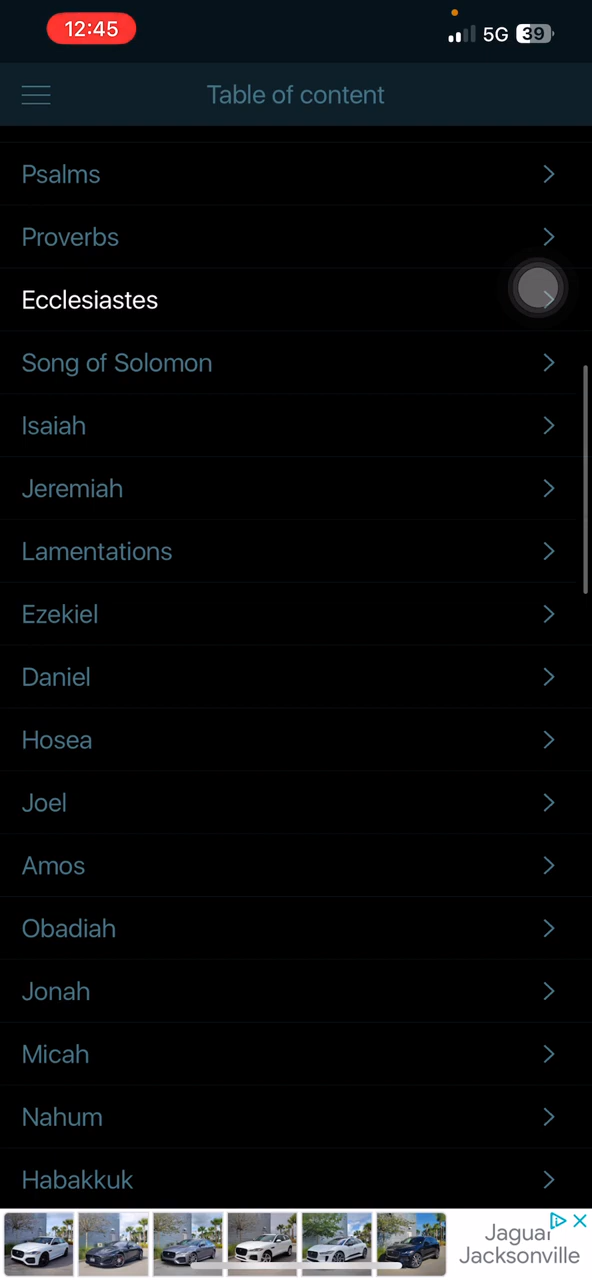 12:45
5G 39
Table of content
Psalms
Proverbs
Ecclesiastes
Song of Solomon
Isaiah
Jeremiah
Lamentations
Ezekiel
Daniel
Hosea
Joel
Amos
Obadiah
Jonah
Micah
Nahum
Habakkuk
Jaguar
Jacksonville